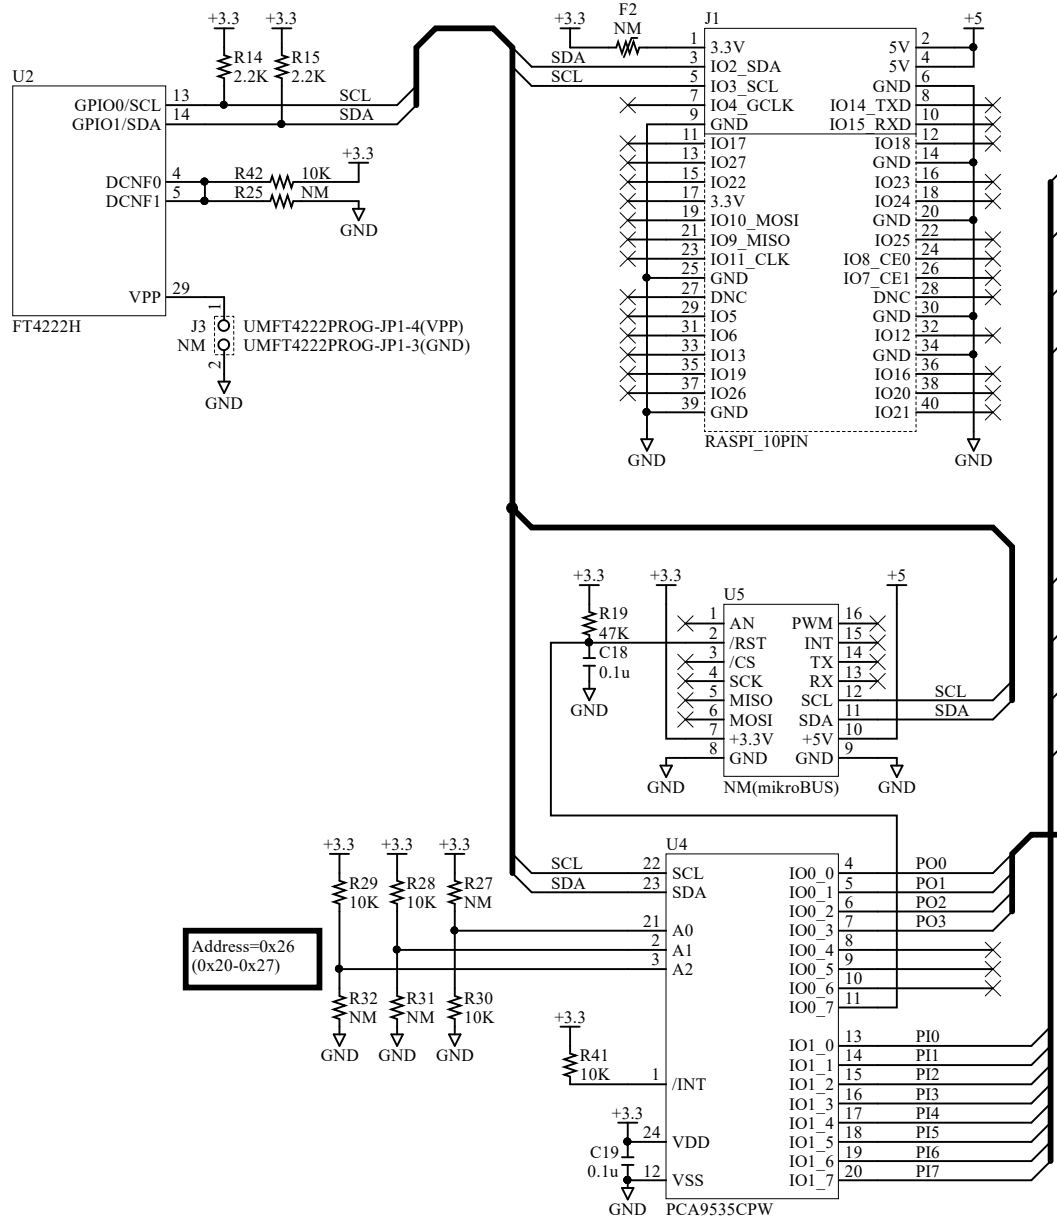 +3.3
+3.3
R14
2.2K
R15
2.2K
U2
GPIO0/SCL 13 SCL
GPIO1/SDA 14 SDA
+3.3
DCNF0 4 R42 10K
DCNF1 5 R25 NM
GND
VPP 29
FT4222H
1
J3 UMFT4222PROG-JP1-4(VPP)
NM UMFT4222PROG-JP1-3(GND)
2
GND
+3.3
F2
NM
J1
+5
1 3.3V 5V 2
SDA 3 IO2_SDA 5V 4
SCL 5 IO3_SCL GND 6
7 IO4_GCLK IO14_TXD 8
9 GND IO15_RXD 10
11 IO17 IO18 12
13 IO27 GND 14
15 IO22 IO23 16
17 3.3V IO24 18
19 IO10_MOSI GND 20
21 IO9_MISO IO25 22
23 IO11_CLK IO8_CE0 24
25 GND IO7_CE1 26
27 DNC DNC 28
29 IO5 GND 30
31 IO6 IO12 32
33 IO13 GND 34
35 IO19 IO16 36
37 IO26 IO20 38
39 GND IO21 40
RASPI_10PIN
GND
GND
+3.3
+3.3
+5
U5
R19
47K
C18
0.1u
GND
1 AN PWM 16
2 /RST INT 15
3 /CS TX 14
4 SCK RX 13
5 MISO SCL 12 SCL
6 MOSI SDA 11 SDA
7 +3.3V +5V 10
8 GND GND 9
GND
NM(mikroBUS)
GND
+3.3
+3.3
+3.3
R29
10K
R28
10K
R27
NM
Address=0x26
(0x20-0x27)
R32
NM
R31
NM
R30
10K
GND
GND
GND
U4
SCL 22 SCL IO0_0 4 PO0
SDA 23 SDA IO0_1 5 PO1
IO0_2 6 PO2
21 A0 IO0_3 7 PO3
2 A1 IO0_4 8
3 A2 IO0_5 9
IO0_6 10
IO0_7 11
+3.3
R41
10K
IO1_0 13 PI0
IO1_1 14 PI1
1 /INT IO1_2 15 PI2
IO1_3 16 PI3
+3.3
IO1_4 17 PI4
24 VDD IO1_5 18 PI5
C19
0.1u
IO1_6 19 PI6
12 VSS IO1_7 20 PI7
GND
PCA9535CPW